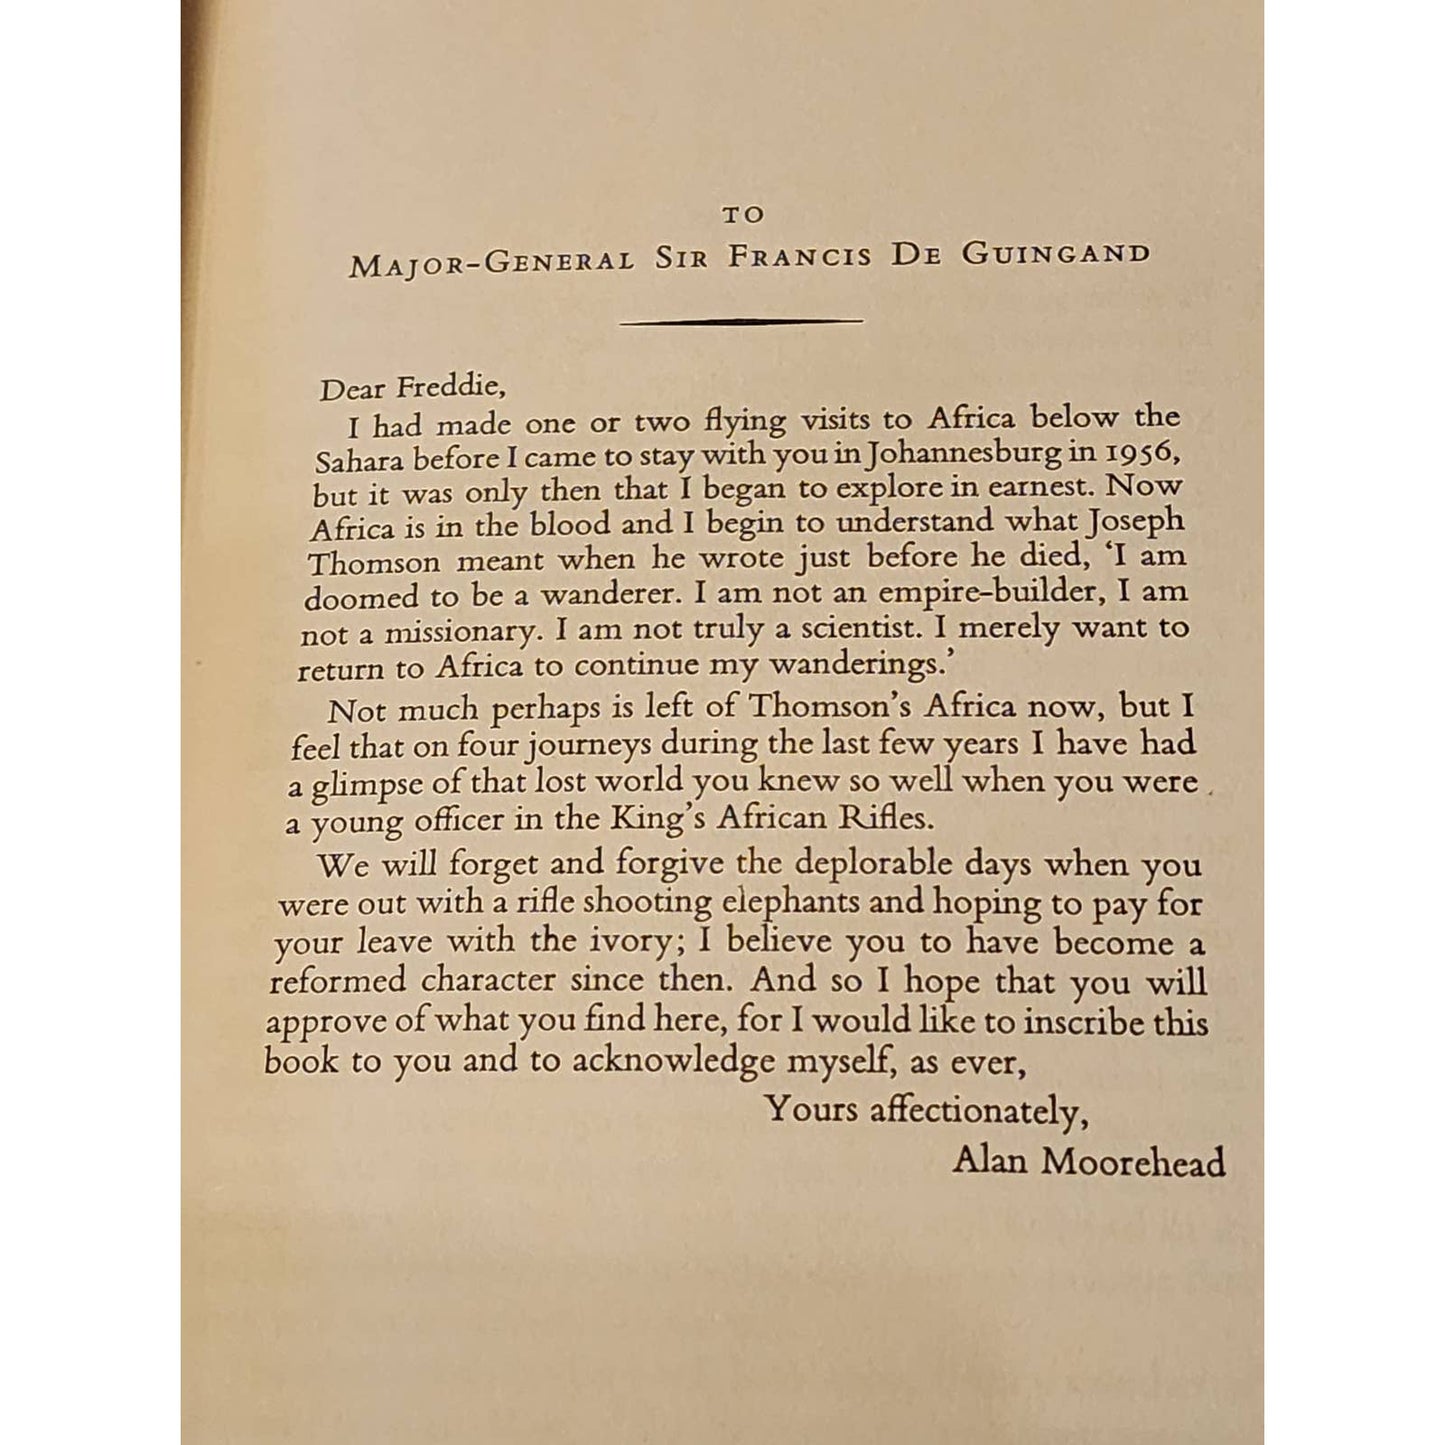 TO
MAJOR-GENERAL SIR FRANCIS DE GUINGAND
Dear Freddie,
I had made one or two flying visits to Africa below the
Sahara before I came to stay with you in Johannesburg in 1956,
but it was only then that I began to explore in earnest. Now
Africa is in the blood and I begin to understand what Joseph
Thomson meant when he wrote just before he died, ‘I am
doomed to be a wanderer. I am not an empire-builder, I am
not a missionary. I am not truly a scientist. I merely want to
return to Africa to continue my wanderings.’
Not much perhaps is left of Thomson’s Africa now, but I
feel that on four journeys during the last few years I have had
a glimpse of that lost world you knew so well when you were
a young officer in the King’s African Rifles.
We will forget and forgive the deplorable days when you
were out with a rifle shooting elephants and hoping to pay for
your leave with the ivory; I believe you to have become a
reformed character since then. And so I hope that you will
approve of what you find here, for I would like to inscribe this
book to you and to acknowledge myself, as ever,
Yours affectionately,
Alan Moorehead